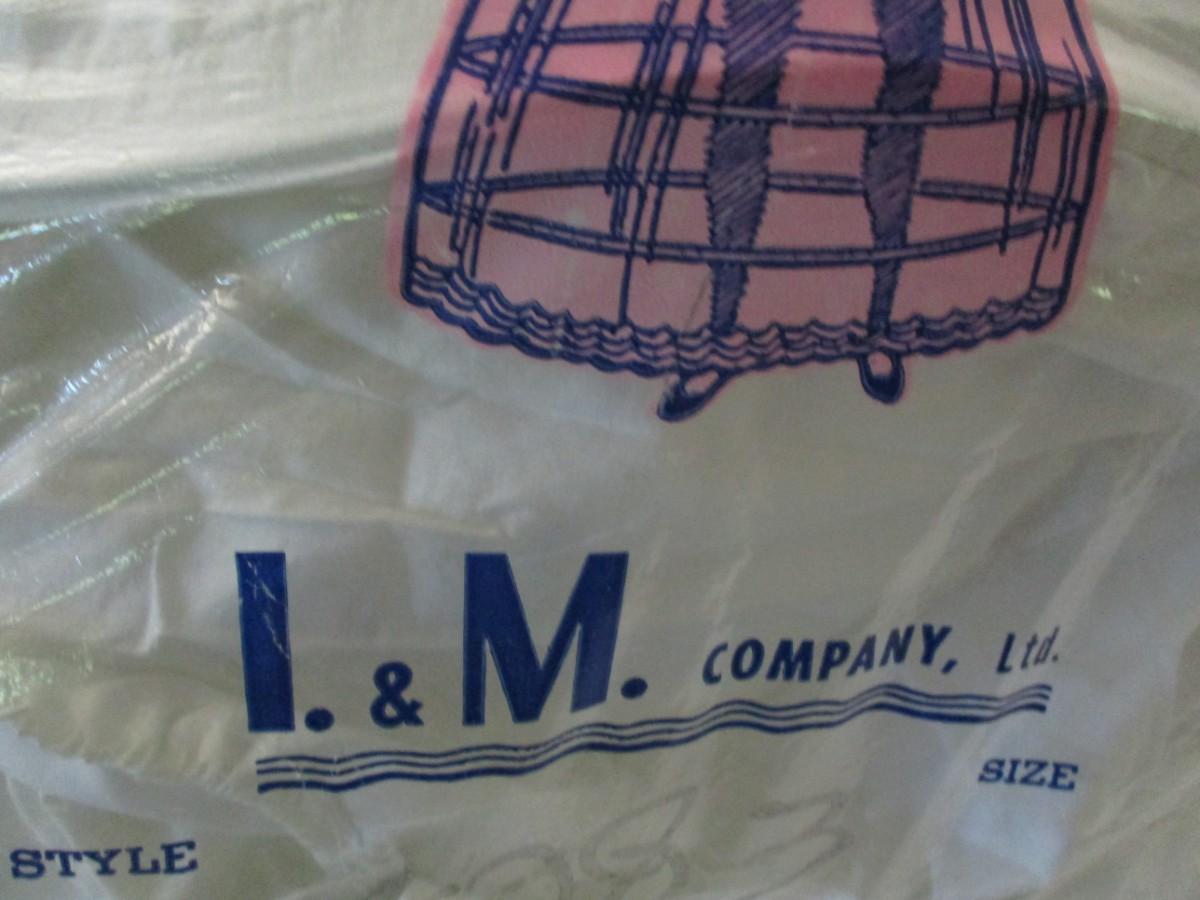 I. & M. COMPANY, Ltd.
SIZE
STYLE